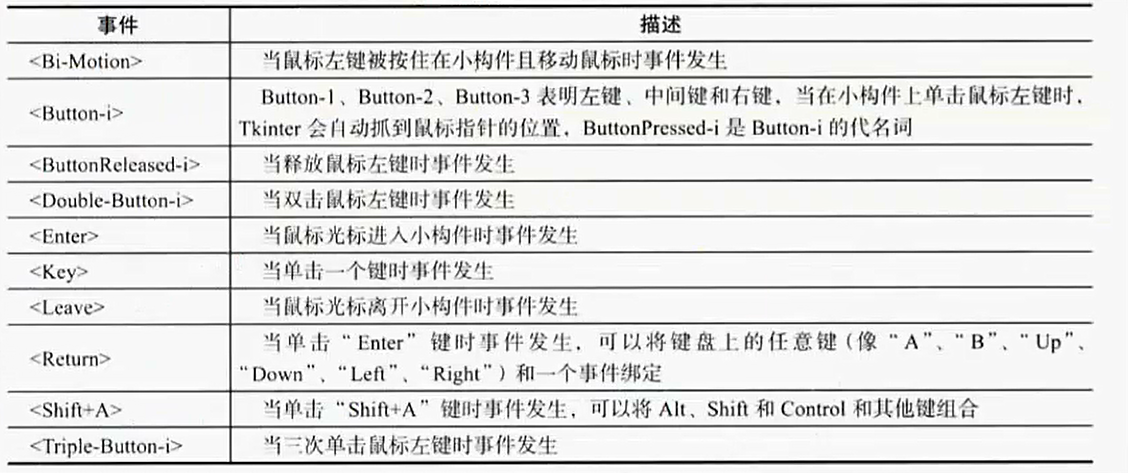 事件 描述
<Bi-Motion> 当鼠标左键被按住在小构件且移动鼠标时事件发生
<Button-i> Button-1、Button-2、Button-3 表明左键、中间键和右键，当在小构件上单击鼠标左键时，
Tkinter 会自动抓到鼠标指针的位置，ButtonPressed-i 是 Button-i 的代名词
<ButtonReleased-i> 当释放鼠标左键时事件发生
<Double-Button-i> 当双击鼠标左键时事件发生
<Enter> 当鼠标光标进入小构件时事件发生
<Key> 当单击一个键时事件发生
<Leave> 当鼠标光标离开小构件时事件发生
<Return> 当单击“Enter”键时事件发生，可以将键盘上的任意键（像“A”、“B”、“Up”、
“Down”、“Left”、“Right”）和一个事件绑定
<Shift+A> 当单击“Shift+A”键时事件发生，可以将 Alt、Shift 和 Control 和其他键组合
<Triple-Button-i> 当三次单击鼠标左键时事件发生